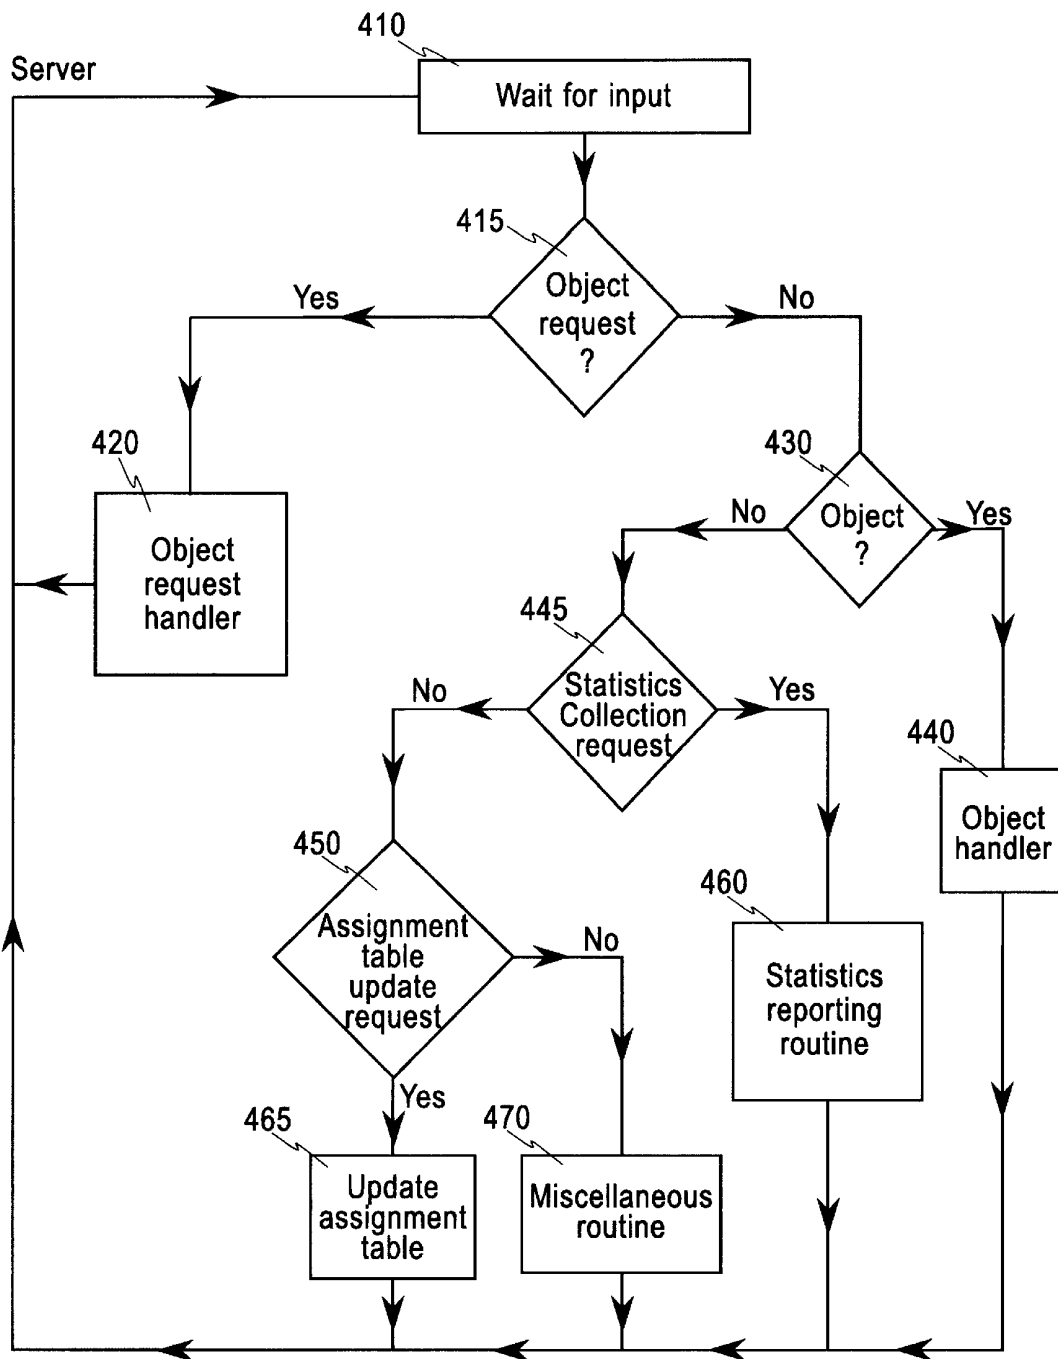 410
Server
Wait for input
415
Object
request
?
Yes
No
420
Object
request
handler
430
Object
?
No
Yes
445
Statistics
Collection
request
No
Yes
440
Object
handler
450
Assignment
table
update
request
No
Yes
460
Statistics
reporting
routine
465
Update
assignment
table
470
Miscellaneous
routine